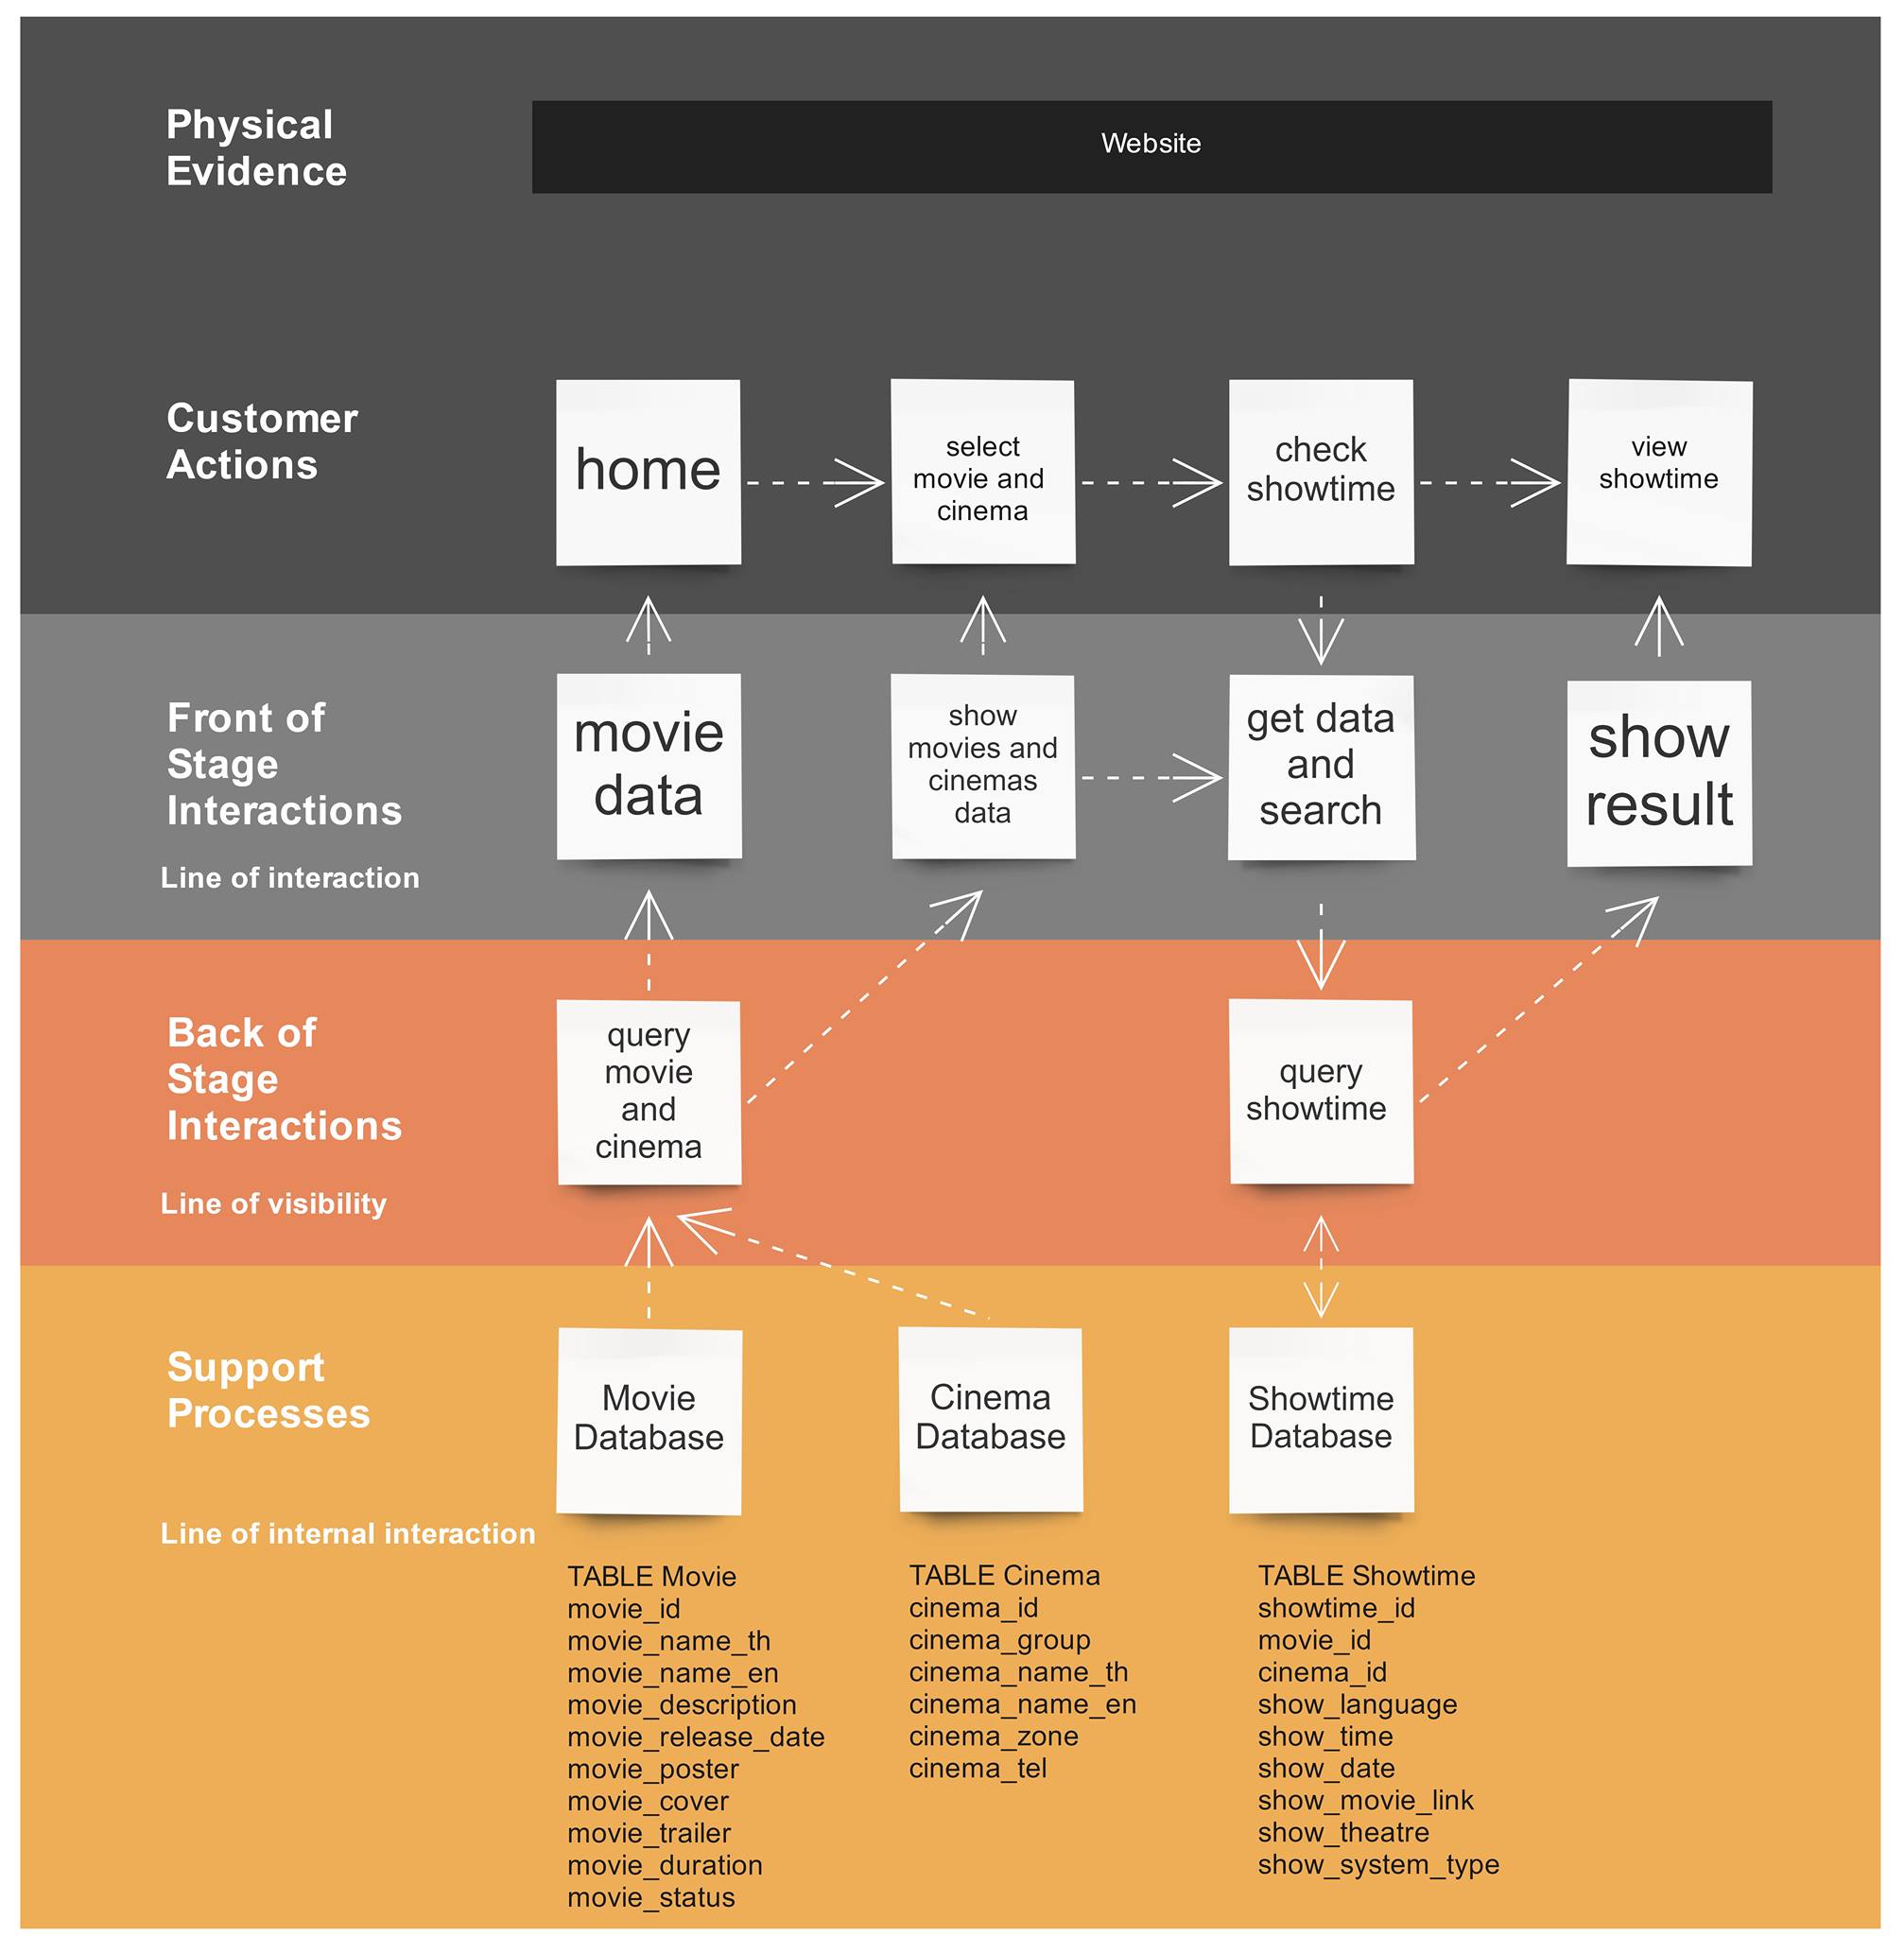 Physical
Evidence
Website
Customer
Actions
home
select
movie and
cinema
check
showtime
view
showtime
Front of
Stage
Interactions
Line of interaction
movie
data
show
movies and
cinemas
data
get data
and
search
show
result
Back of
Stage
Interactions
Line of visibility
query
movie
and
cinema
query
showtime
Support
Processes
Line of internal interaction
Movie
Database
Cinema
Database
Showtime
Database
TABLE Movie
movie_id
movie_name_th
movie_name_en
movie_description
movie_release_date
movie_poster
movie_cover
movie_trailer
movie_duration
movie_status
TABLE Cinema
cinema_id
cinema_group
cinema_name_th
cinema_name_en
cinema_zone
cinema_tel
TABLE Showtime
showtime_id
movie_id
cinema_id
show_language
show_time
show_date
show_movie_link
show_theatre
show_system_type